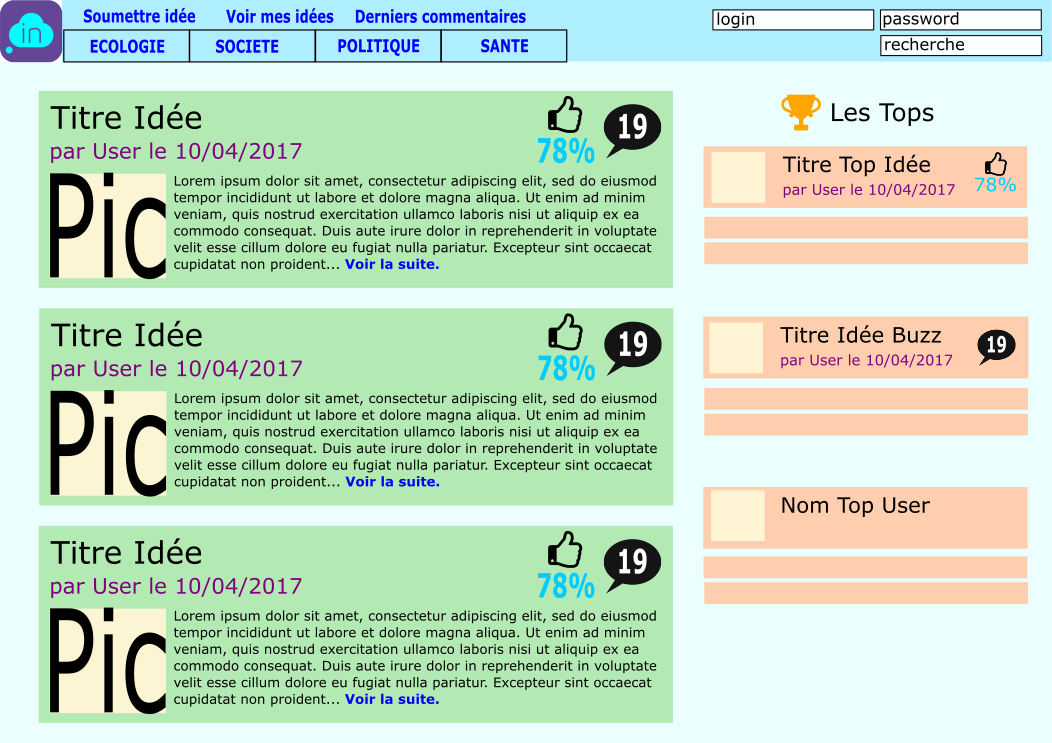 in
Soumettre idée Voir mes idées Derniers commentaires
ECOLOGIE SOCIETE POLITIQUE SANTE
login password
recherche
Titre Idée
par User le 10/04/2017
78% 19
Pic
Lorem ipsum dolor sit amet, consectetur adipiscing elit, sed do eiusmod
tempor incididunt ut labore et dolore magna aliqua. Ut enim ad minim
veniam, quis nostrud exercitation ullamco laboris nisi ut aliquip ex ea
commodo consequat. Duis aute irure dolor in reprehenderit in voluptate
velit esse cillum dolore eu fugiat nulla pariatur. Excepteur sint occaecat
cupidatat non proident... Voir la suite.
Titre Idée
par User le 10/04/2017
78% 19
Pic
Lorem ipsum dolor sit amet, consectetur adipiscing elit, sed do eiusmod
tempor incididunt ut labore et dolore magna aliqua. Ut enim ad minim
veniam, quis nostrud exercitation ullamco laboris nisi ut aliquip ex ea
commodo consequat. Duis aute irure dolor in reprehenderit in voluptate
velit esse cillum dolore eu fugiat nulla pariatur. Excepteur sint occaecat
cupidatat non proident... Voir la suite.
Titre Idée
par User le 10/04/2017
78% 19
Pic
Lorem ipsum dolor sit amet, consectetur adipiscing elit, sed do eiusmod
tempor incididunt ut labore et dolore magna aliqua. Ut enim ad minim
veniam, quis nostrud exercitation ullamco laboris nisi ut aliquip ex ea
commodo consequat. Duis aute irure dolor in reprehenderit in voluptate
velit esse cillum dolore eu fugiat nulla pariatur. Excepteur sint occaecat
cupidatat non proident... Voir la suite.
Les Tops
Titre Top Idée
par User le 10/04/2017 78%
Titre Idée Buzz
par User le 10/04/2017 19
Nom Top User